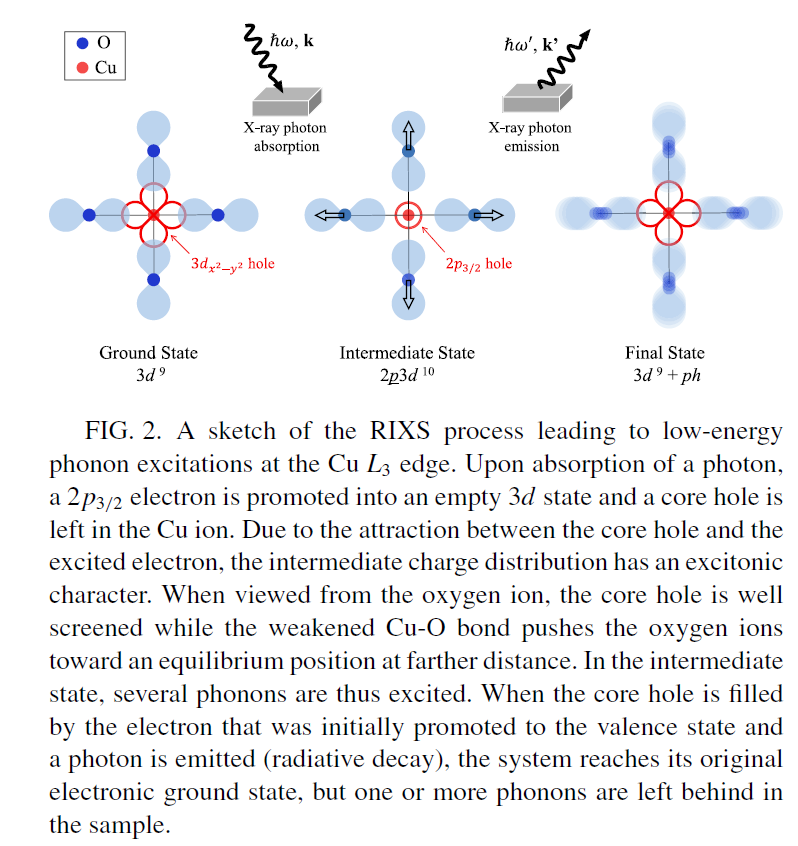 O
Cu
ħω, k
X-ray photon
absorption
ħω′, k’
X-ray photon
emission
3d_{x²−y²} hole
2p_{3/2} hole
Ground State
3d ⁹
Intermediate State
2p̲3d ¹⁰
Final State
3d ⁹ + ph
FIG. 2. A sketch of the RIXS process leading to low-energy
phonon excitations at the Cu L₃ edge. Upon absorption of a photon,
a 2p_{3/2} electron is promoted into an empty 3d state and a core hole is
left in the Cu ion. Due to the attraction between the core hole and the
excited electron, the intermediate charge distribution has an excitonic
character. When viewed from the oxygen ion, the core hole is well
screened while the weakened Cu-O bond pushes the oxygen ions
toward an equilibrium position at farther distance. In the intermediate
state, several phonons are thus excited. When the core hole is filled
by the electron that was initially promoted to the valence state and
a photon is emitted (radiative decay), the system reaches its original
electronic ground state, but one or more phonons are left behind in
the sample.